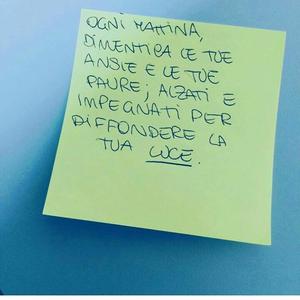 OGNI MATTINA,
DIMENTICA LE TUE
ANSIE E LE TUE
PAURE; ALZATI E
IMPEGNATI PER
DIFFONDERE LA
TUA LUCE.